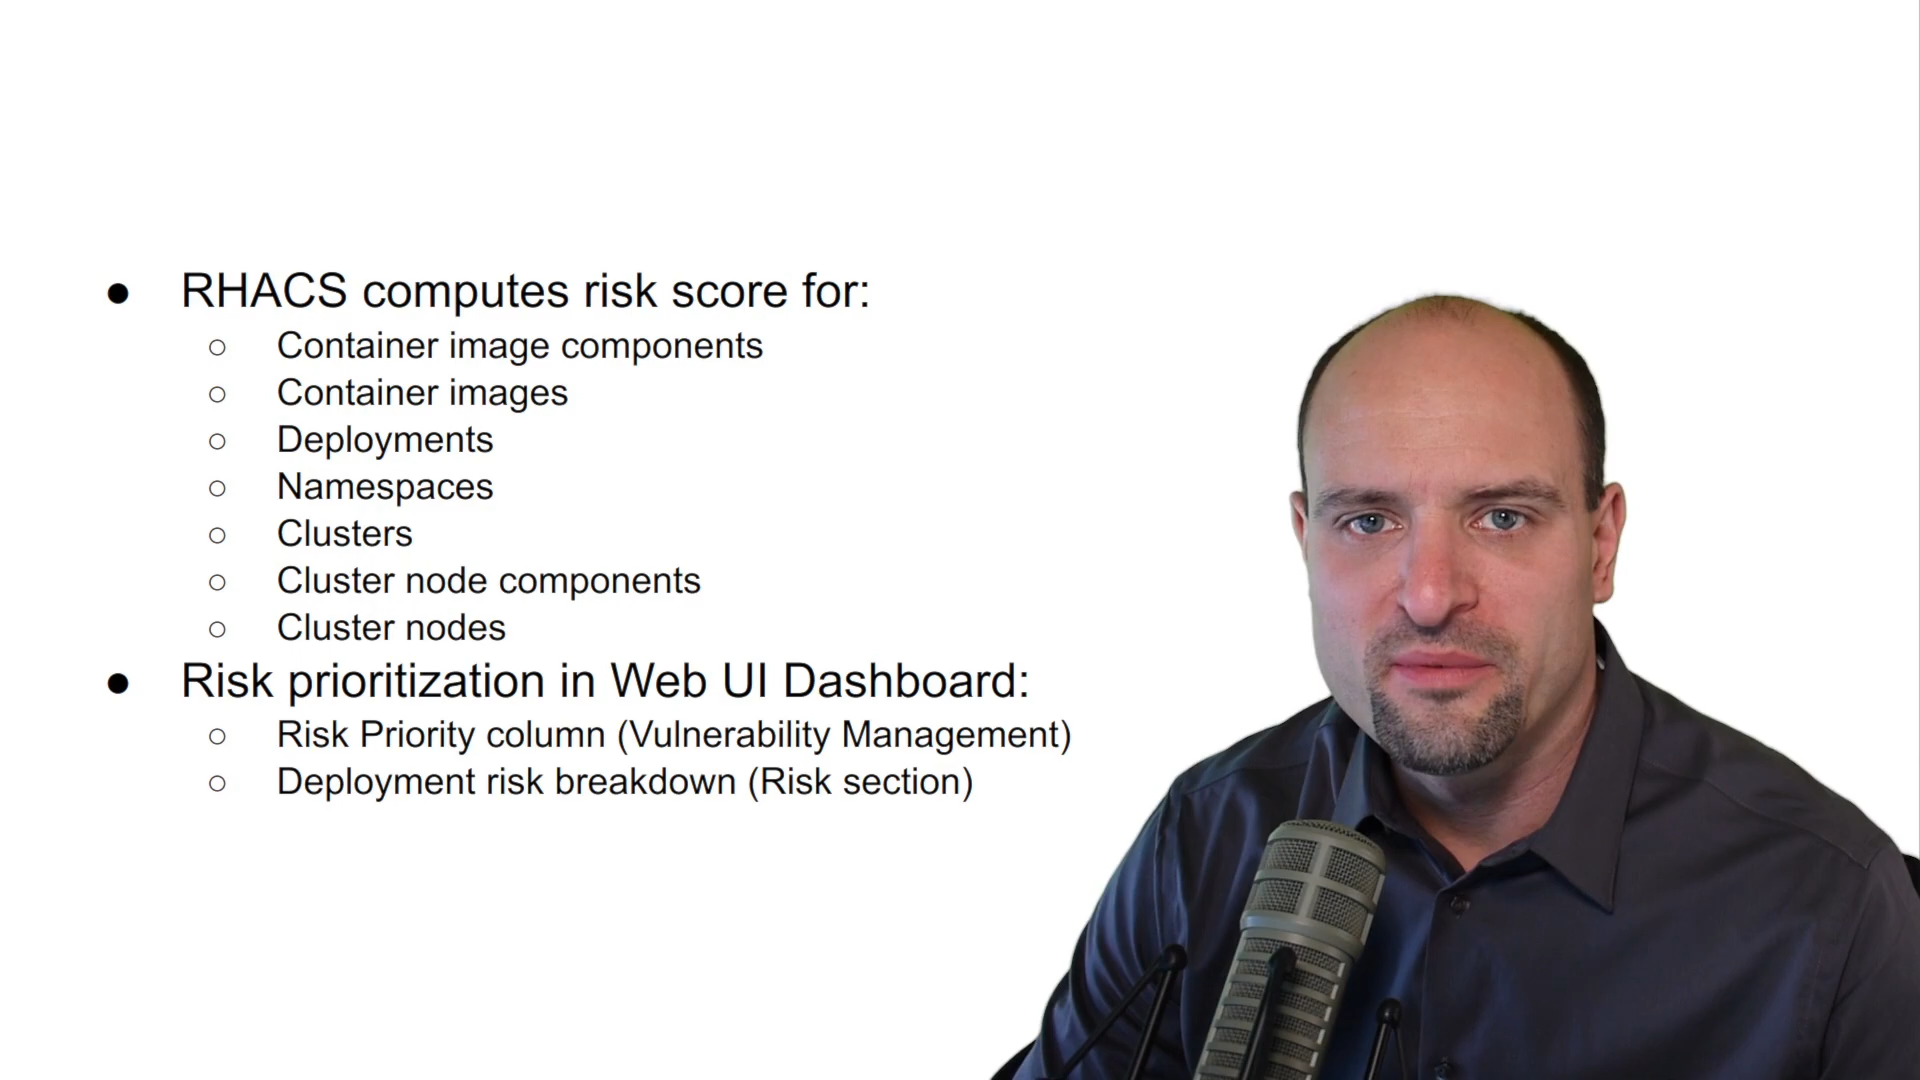 ● RHACS computes risk score for:
○ Container image components
○ Container images
○ Deployments
○ Namespaces
○ Clusters
○ Cluster node components
○ Cluster nodes
● Risk prioritization in Web UI Dashboard:
○ Risk Priority column (Vulnerability Management)
○ Deployment risk breakdown (Risk section)